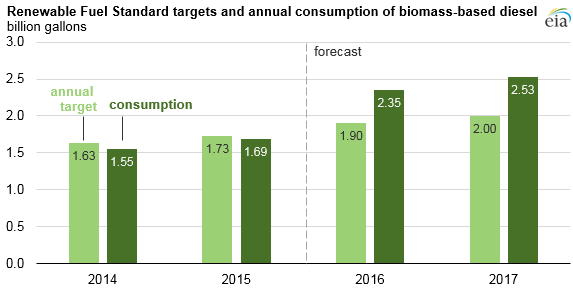 Renewable Fuel Standard targets and annual consumption of biomass-based diesel
billion gallons
eia
forecast
3.0
2.5
2.0
1.5
1.0
0.5
0.0
annual
target
consumption
1.63
1.55
1.73
1.69
1.90
2.35
2.00
2.53
2014
2015
2016
2017